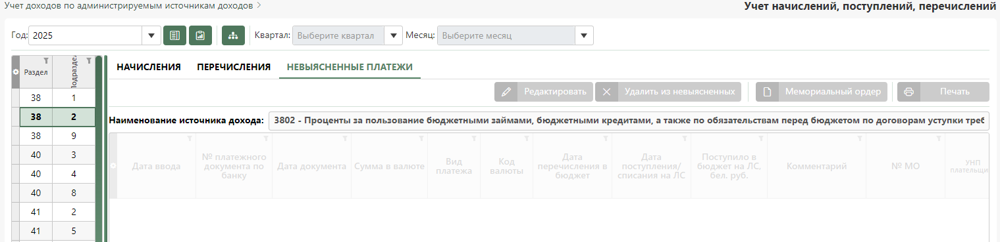 Учет доходов по администрируемым источникам доходов >
Учет начислений, поступлений, перечислений
Год: 2025 Квартал: Выберите квартал Месяц: Выберите месяц
Раздел
НАЧИСЛЕНИЯ ПЕРЕЧИСЛЕНИЯ НЕВЫЯСНЕННЫЕ ПЛАТЕЖИ
Редактировать Удалить из невыясненных Мемориальный ордер Печать
38 1
38 2
38 9
40 3
40 4
40 8
41 2
41 5
Наименование источника дохода: 3802 - Проценты за пользование бюджетными займами, бюджетными кредитами, а также по обязательствам перед бюджетом по договорам уступки
Дата ввода
№ платежного
документа по
банку
Дата документа
Сумма в валюте
Вид
платежа
Код
валюты
Дата
перечисления в
бюджет
Дата
поступления/
списания на ЛС
Поступило в
бюджет на ЛС,
бел. руб.
Комментарий
№ МО
УНП